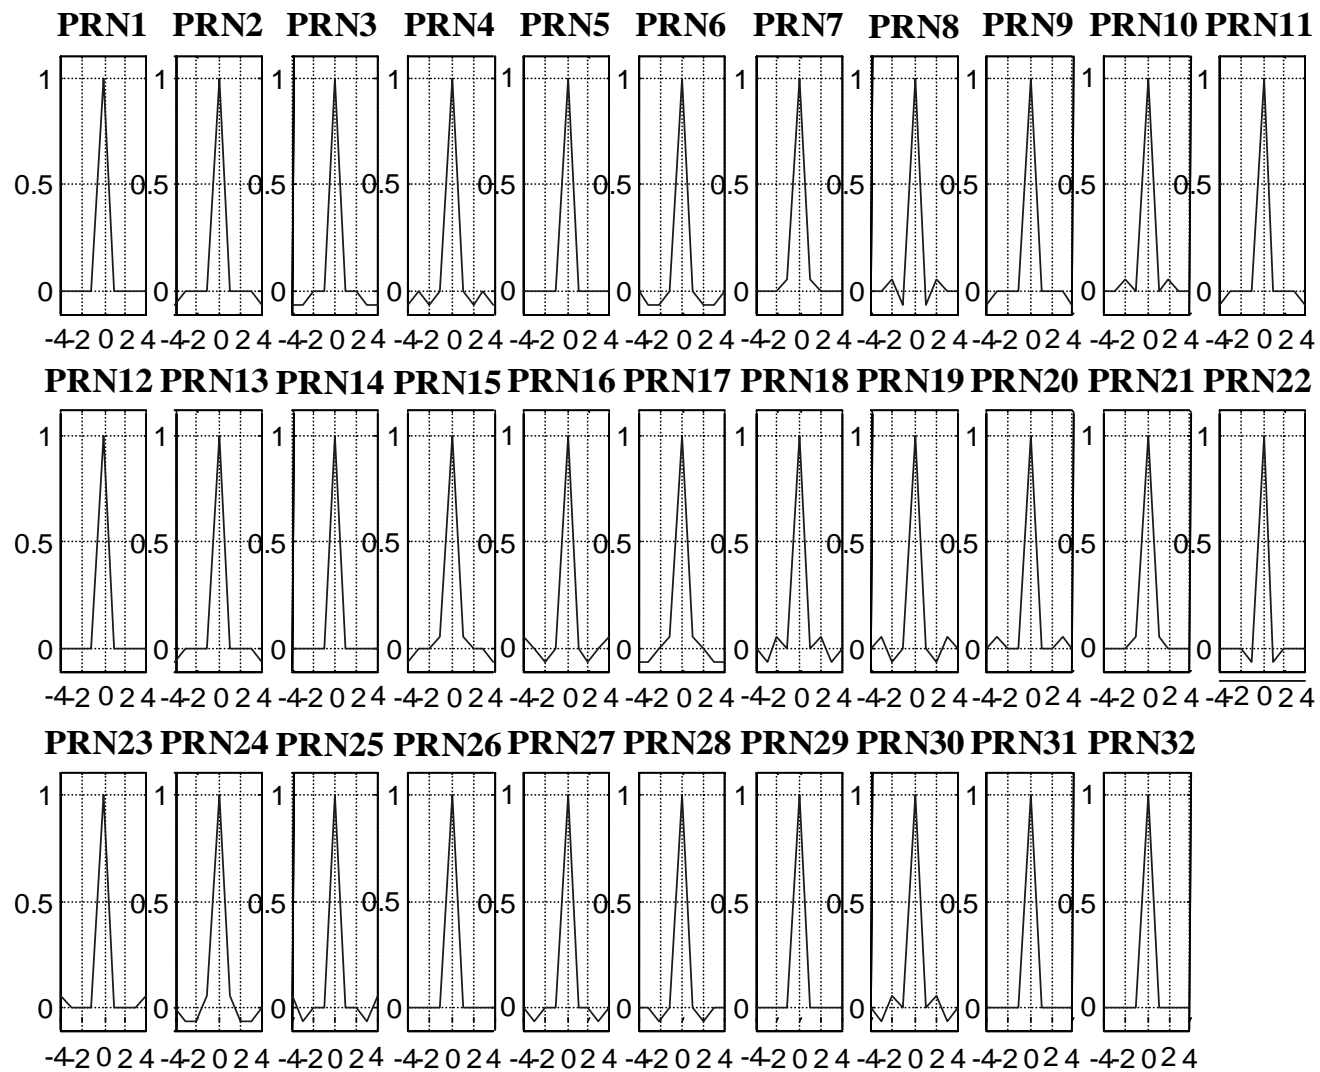 PRN1 PRN2 PRN3 PRN4 PRN5 PRN6 PRN7 PRN8 PRN9 PRN10 PRN11
1 1 1 1 1 1 1 1 1 1 1
0.5 0.5 0.5 0.5 0.5 0.5 0.5 0.5 0.5 0.5 0.5
0 0 0 0 0 0 0 0 0 0 0
-4 -2 0 2 4 -4 -2 0 2 4 -4 -2 0 2 4 -4 -2 0 2 4 -4 -2 0 2 4 -4 -2 0 2 4 -4 -2 0 2 4 -4 -2 0 2 4 -4 -2 0 2 4 -4 -2 0 2 4 -4 -2 0 2 4
PRN12 PRN13 PRN14 PRN15 PRN16 PRN17 PRN18 PRN19 PRN20 PRN21 PRN22
1 1 1 1 1 1 1 1 1 1 1
0.5 0.5 0.5 0.5 0.5 0.5 0.5 0.5 0.5 0.5 0.5
0 0 0 0 0 0 0 0 0 0 0
-4 -2 0 2 4 -4 -2 0 2 4 -4 -2 0 2 4 -4 -2 0 2 4 -4 -2 0 2 4 -4 -2 0 2 4 -4 -2 0 2 4 -4 -2 0 2 4 -4 -2 0 2 4 -4 -2 0 2 4 -4 -2 0 2 4
PRN23 PRN24 PRN25 PRN26 PRN27 PRN28 PRN29 PRN30 PRN31 PRN32
1 1 1 1 1 1 1 1 1 1
0.5 0.5 0.5 0.5 0.5 0.5 0.5 0.5 0.5 0.5
0 0 0 0 0 0 0 0 0 0
-4 -2 0 2 4 -4 -2 0 2 4 -4 -2 0 2 4 -4 -2 0 2 4 -4 -2 0 2 4 -4 -2 0 2 4 -4 -2 0 2 4 -4 -2 0 2 4 -4 -2 0 2 4 -4 -2 0 2 4